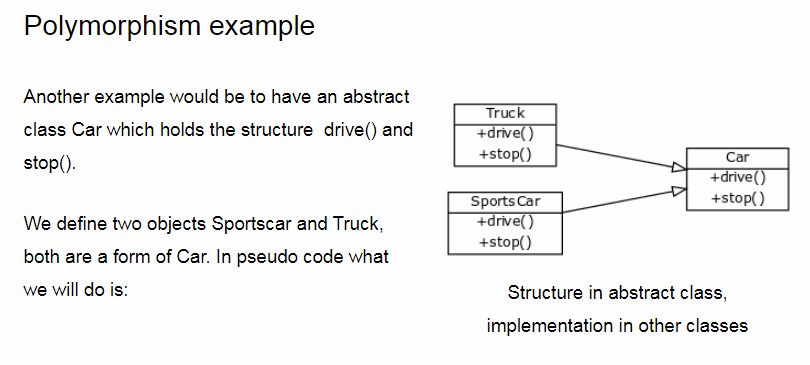 Polymorphism example
Another example would be to have an abstract
class Car which holds the structure drive() and
stop().
We define two objects Sportscar and Truck,
both are a form of Car. In pseudo code what
we will do is:
Truck
+drive()
+stop()
SportsCar
+drive()
+stop()
Car
+drive()
+stop()
Structure in abstract class,
implementation in other classes